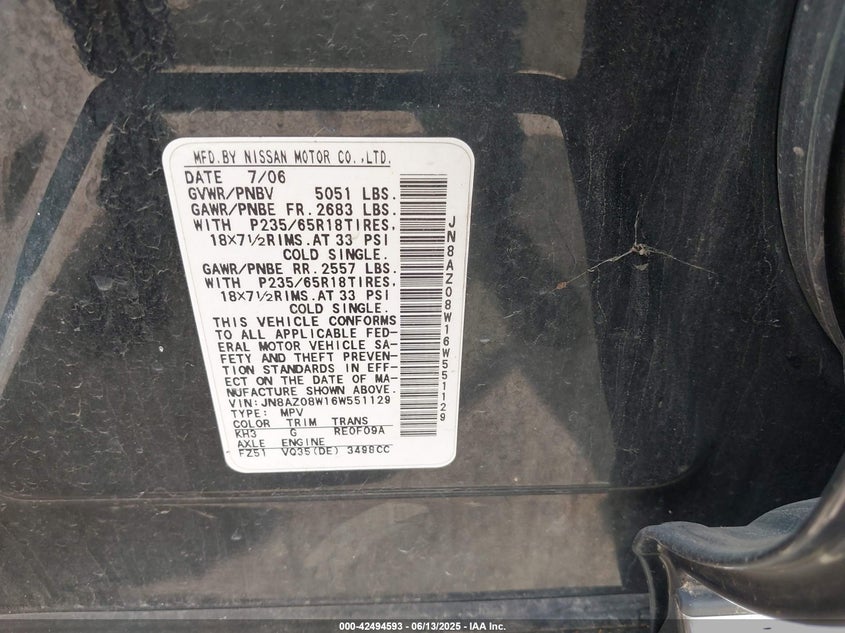 MFD.BY NISSAN MOTOR CO.,LTD.
DATE 7/06
GVWR/PNBV 5051 LBS.
GAWR/PNBE FR. 2683 LBS.
WITH P235/65R18TIRES,
18×7½RIMS.AT 33 PSI
COLD SINGLE.
GAWR/PNBE RR. 2557 LBS.
WITH P235/65R18TIRES,
18×7½RIMS.AT 33 PSI
COLD SINGLE.
THIS VEHICLE CONFORMS
TO ALL APPLICABLE FED-
ERAL MOTOR VEHICLE SA-
FETY AND THEFT PREVEN-
TION STANDARDS IN EFF-
ECT ON THE DATE OF MA-
NUFACTURE SHOWN ABOVE.
VIN:JN8AZ08W16W551129
TYPE: MPV
COLOR TRIM TRANS
KH3 G RE0F09A
AXLE ENGINE
FZ51 VQ35(DE) 3498CC
JN8AZ08W16W551129
000-42494593 - 06/13/2025 - IAA Inc.